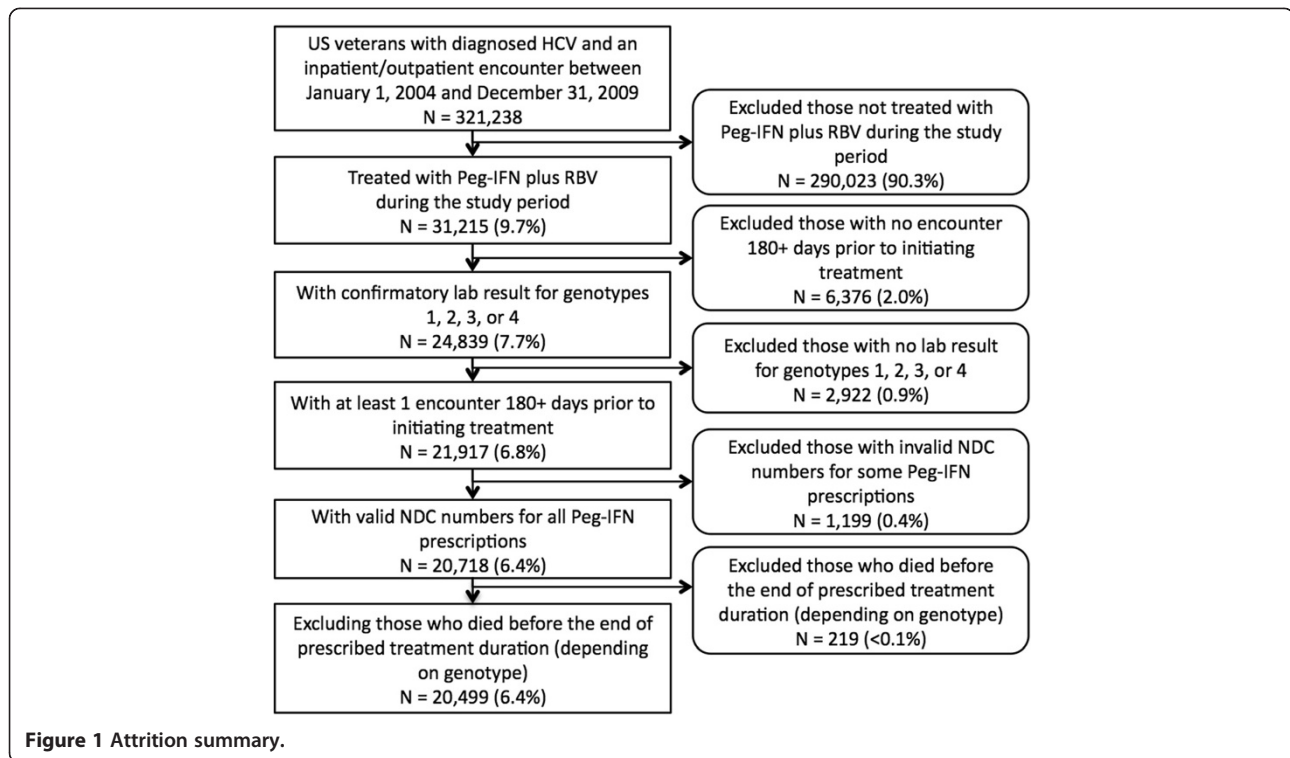 US veterans with diagnosed HCV and an
inpatient/outpatient encounter between
January 1, 2004 and December 31, 2009
N = 321,238
Excluded those not treated with
Peg-IFN plus RBV during the study
period
N = 290,023 (90.3%)
Treated with Peg-IFN plus RBV
during the study period
N = 31,215 (9.7%)
Excluded those with no encounter
180+ days prior to initiating
treatment
N = 6,376 (2.0%)
With confirmatory lab result for genotypes
1, 2, 3, or 4
N = 24,839 (7.7%)
Excluded those with no lab result
for genotypes 1, 2, 3, or 4
N = 2,922 (0.9%)
With at least 1 encounter 180+ days prior to
initiating treatment
N = 21,917 (6.8%)
Excluded those with invalid NDC
numbers for some Peg-IFN
prescriptions
N = 1,199 (0.4%)
With valid NDC numbers for all Peg-IFN
prescriptions
N = 20,718 (6.4%)
Excluded those who died before
the end of prescribed treatment
duration (depending on genotype)
N = 219 (<0.1%)
Excluding those who died before the end of
prescribed treatment duration (depending
on genotype)
N = 20,499 (6.4%)
Figure 1 Attrition summary.